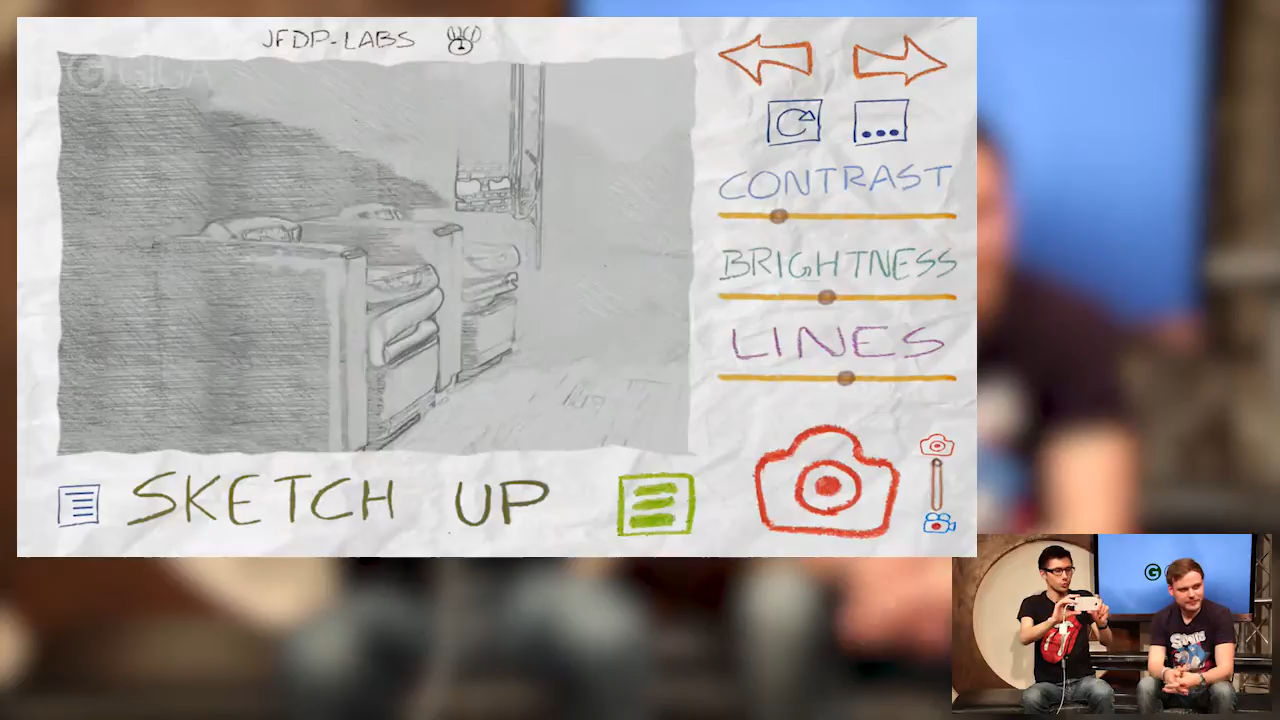 JFDP-LABS
GIGA
CONTRAST
BRIGHTNESS
LINES
SKETCH UP
G